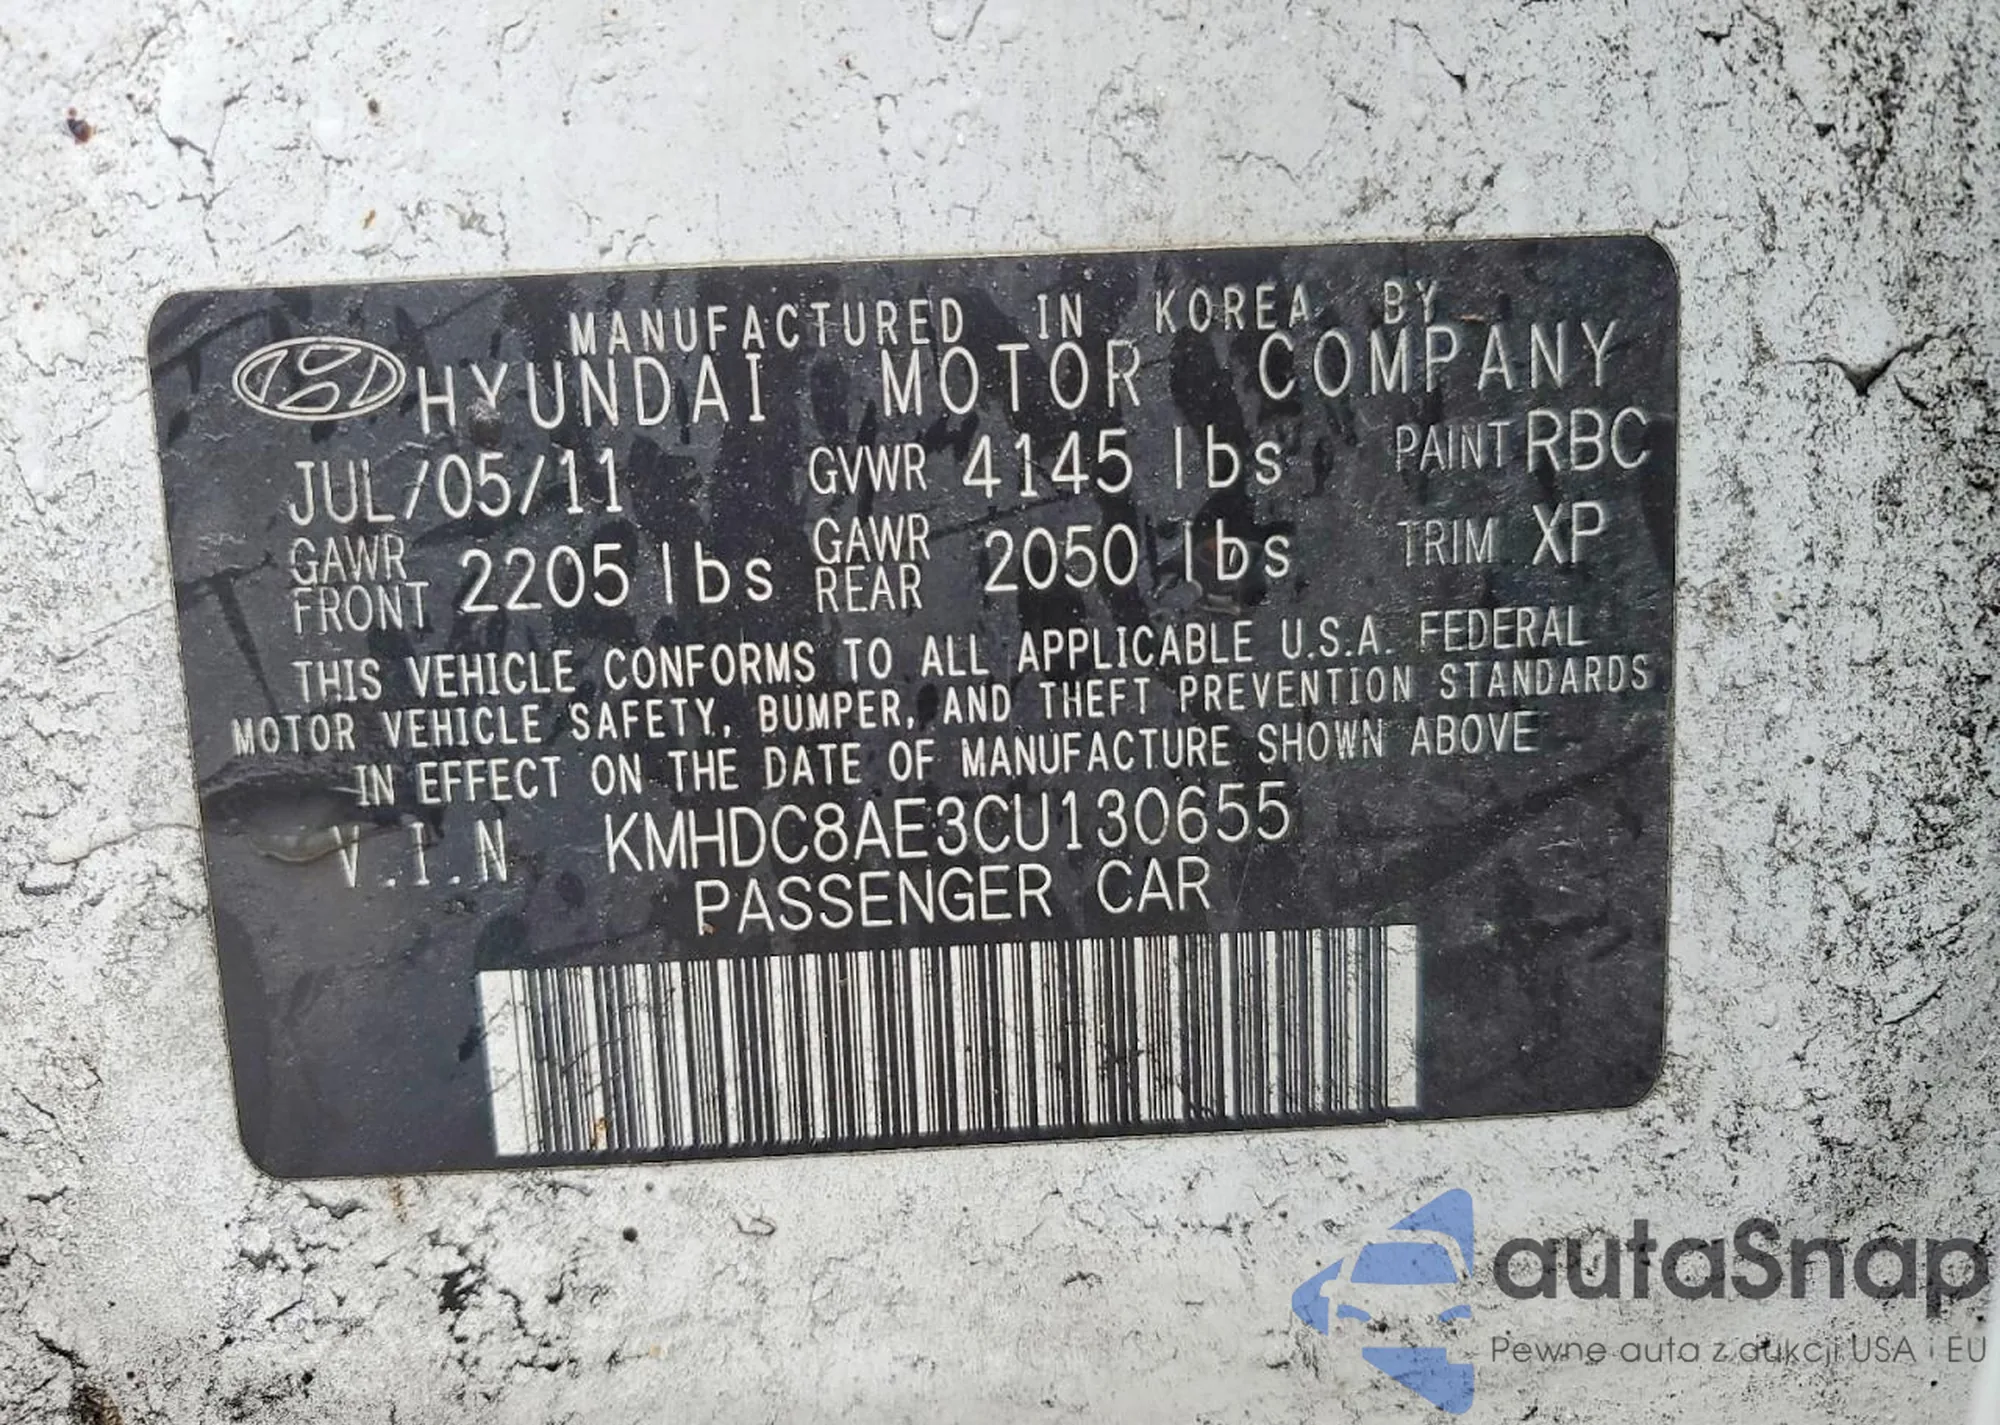 MANUFACTURED IN KOREA BY
HYUNDAI MOTOR COMPANY
JUL/05/11 GVWR 4145 lbs PAINT RBC
GAWR FRONT 2205 lbs GAWR REAR 2050 lbs TRIM XP
THIS VEHICLE CONFORMS TO ALL APPLICABLE U.S.A. FEDERAL
MOTOR VEHICLE SAFETY, BUMPER, AND THEFT PREVENTION STANDARDS
IN EFFECT ON THE DATE OF MANUFACTURE SHOWN ABOVE
V.I.N KMHDC8AE3CU130655
PASSENGER CAR
autaSnap
Pewne auta z aukcji USA i EU